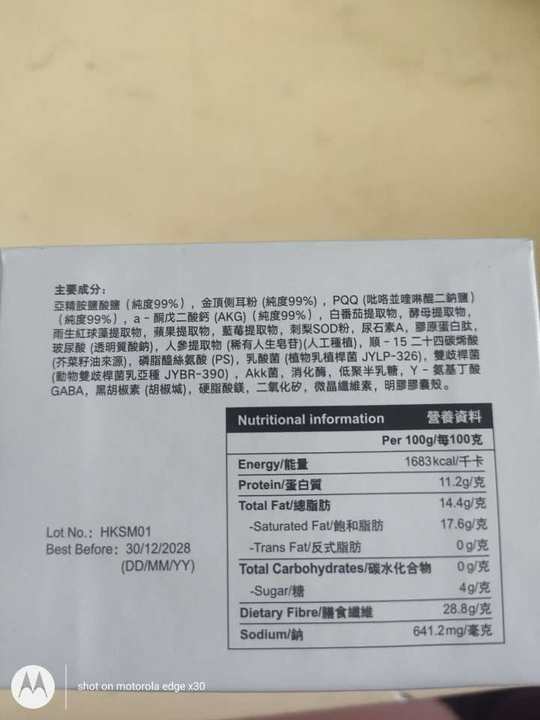 主要成分：
亞精胺鹽酸鹽（純度99%），金頂側耳粉（純度99%），PQQ（吡咯並喹啉醌二鈉鹽）
（純度99%），a－酮戊二酸鈣（AKG）（純度99%），白番茄提取物，酵母提取物，
雨生紅球藻提取物，蘋果提取物，藍莓提取物，刺梨SOD粉，尿石素A，膠原蛋白肽，
玻尿酸（透明質酸鈉），人參提取物（稀有人生皂苷）（人工種植），順－15二十四碳烯酸
（芥菜籽油來源），磷脂醯絲氨酸（PS），乳酸菌（植物乳植桿菌 JYLP-326），雙歧桿菌
（動物雙歧桿菌乳亞種 JYBR-390），Akk菌，消化酶，低聚半乳糖，Y－氨基丁酸
GABA，黑胡椒素（胡椒堿），硬脂酸鎂，二氧化矽，微晶纖維素，明膠膠囊殼。
Nutritional information 營養資料
Per 100g/每100克
Energy/能量 1683kcal/千卡
Protein/蛋白質 11.2g/克
Total Fat/總脂肪 14.4g/克
-Saturated Fat/飽和脂肪 17.6g/克
-Trans Fat/反式脂肪 0g/克
Total Carbohydrates/碳水化合物 0g/克
-Sugar/糖 4g/克
Dietary Fibre/膳食纖維 28.8g/克
Sodium/鈉 641.2mg/毫克
Lot No.: HKSM01
Best Before: 30/12/2028
(DD/MM/YY)
shot on motorola edge x30